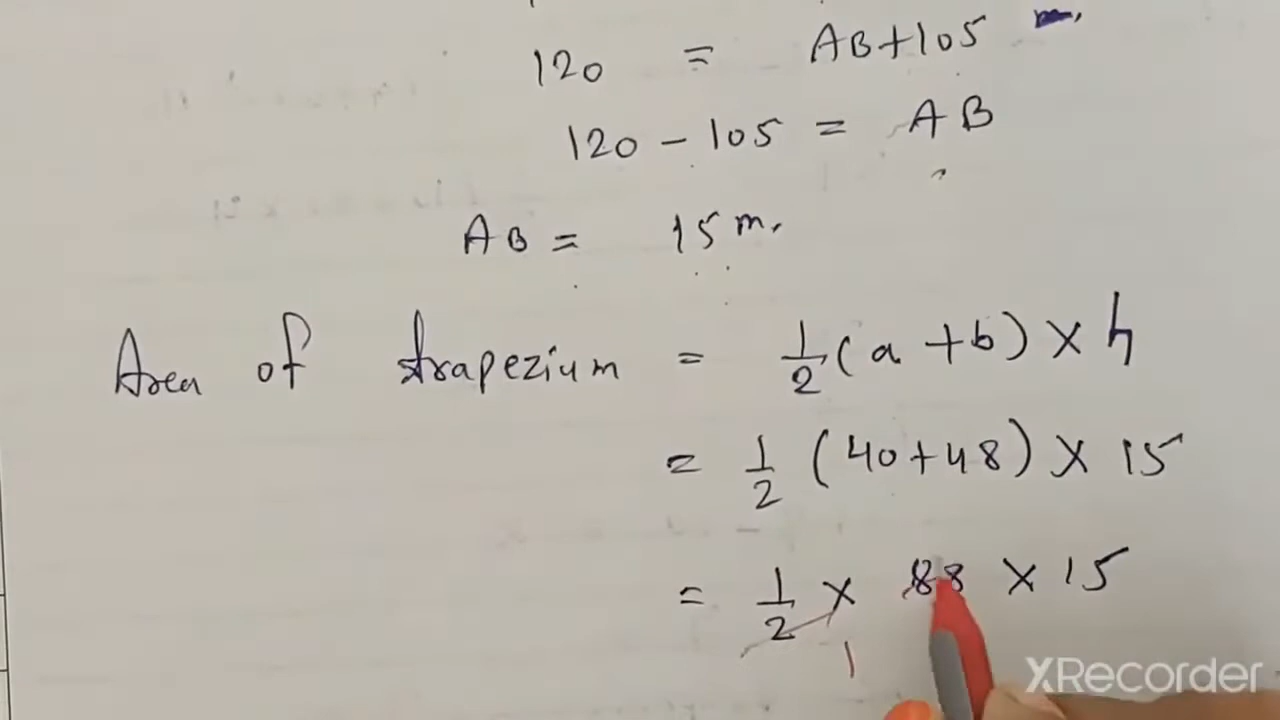 120 = AB+105 m.
120 - 105 = AB
AB = 15 m.
Area of trapezium = 1/2 (a + b) × h
= 1/2 (40+48) × 15
= 1/2 × 88 × 15
1
XRecorder